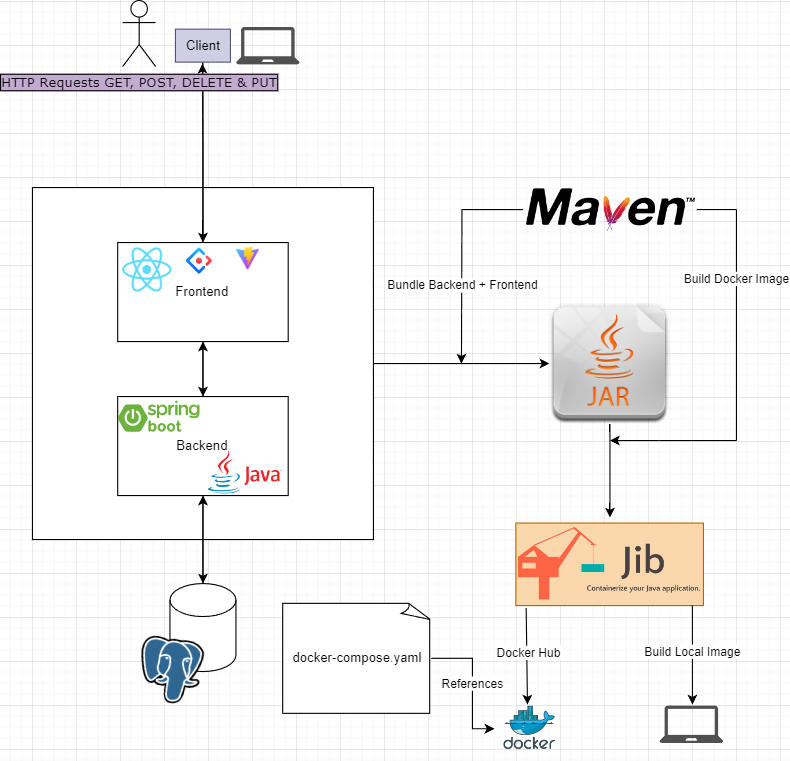 Client
HTTP Requests GET, POST, DELETE & PUT
Maven™
Build Docker Image
Bundle Backend + Frontend
Frontend
JAR
spring
boot
Backend
Java
Jib
Containerize your Java application.
docker-compose.yaml
References
Docker Hub
Build Local Image
docker